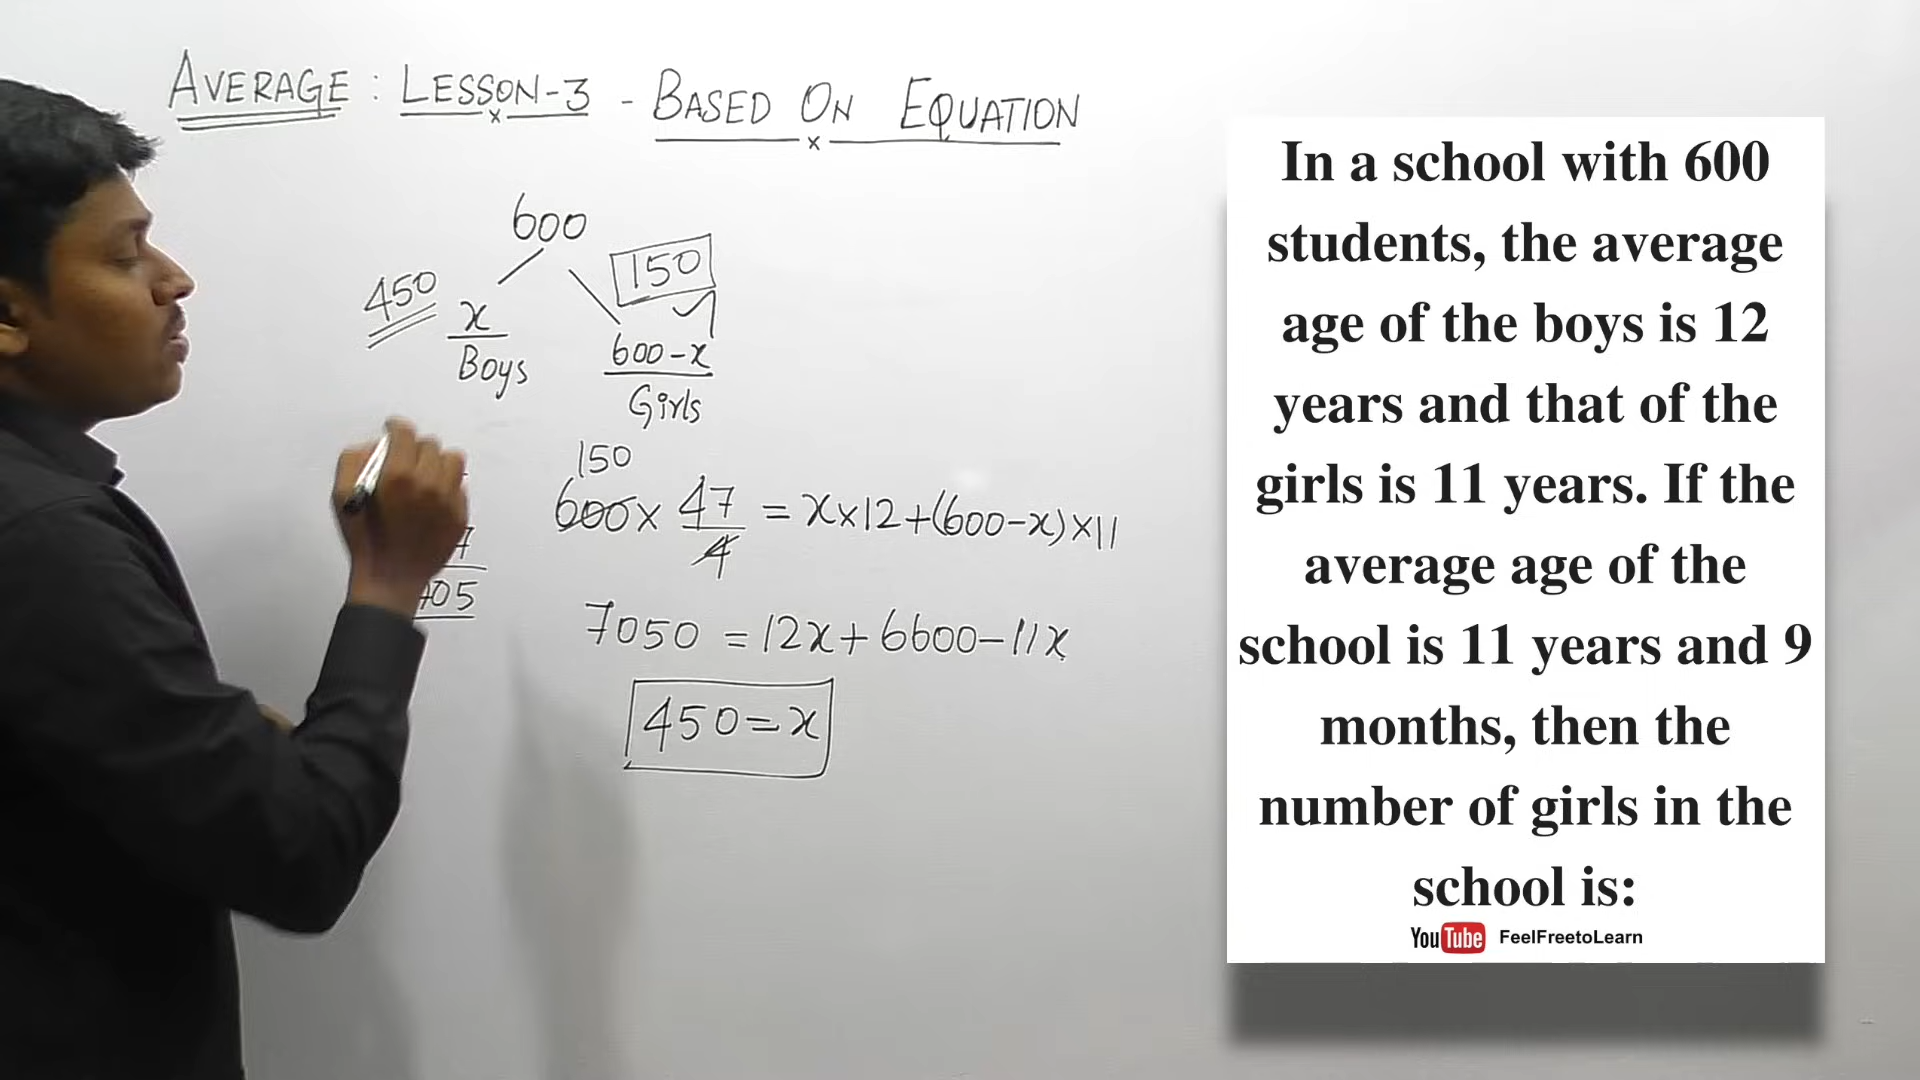 AVERAGE : LESSON-3 - BASED ON EQUATION
600
450
150
x
Boys
600-x
Girls
150
600 × 47/4 = x×12+(600-x)×11
7050 = 12x+6600-11x
450=x
In a school with 600
students, the average
age of the boys is 12
years and that of the
girls is 11 years. If the
average age of the
school is 11 years and 9
months, then the
number of girls in the
school is:
YouTube FeelFreetoLearn